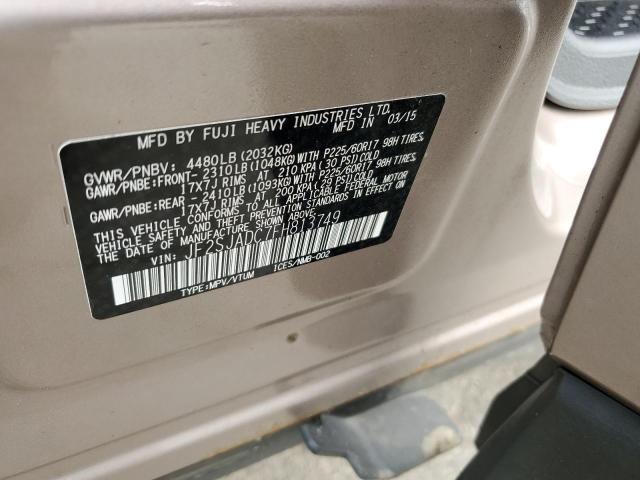 MFD BY FUJI HEAVY INDUSTRIES LTD.
MFD IN 03/15
GVWR/PNBV: 4480LB (2032KG)
GAWR/PNBE:FRONT- 2310LB(1048KG)WITH P225/60R17 98H TIRES,
17X7J RIMS AT 210 KPA (30 PSI)COLD
GAWR/PNBE:REAR - 2410LB(1093KG)WITH P225/60R17 98H TIRES,
17X7J RIMS AT 200 KPA (29 PSI)COLD
THIS VEHICLE CONFORMS TO ALL APPLICABLE FEDERAL MOTOR
VEHICLE SAFETY STANDARDS IN EFFECT ON
THE DATE OF MANUFACTURE SHOWN ABOVE.
VIN: JF2SJADC7FH813749
TYPE:MPV/VTUM ICES/NMB-002